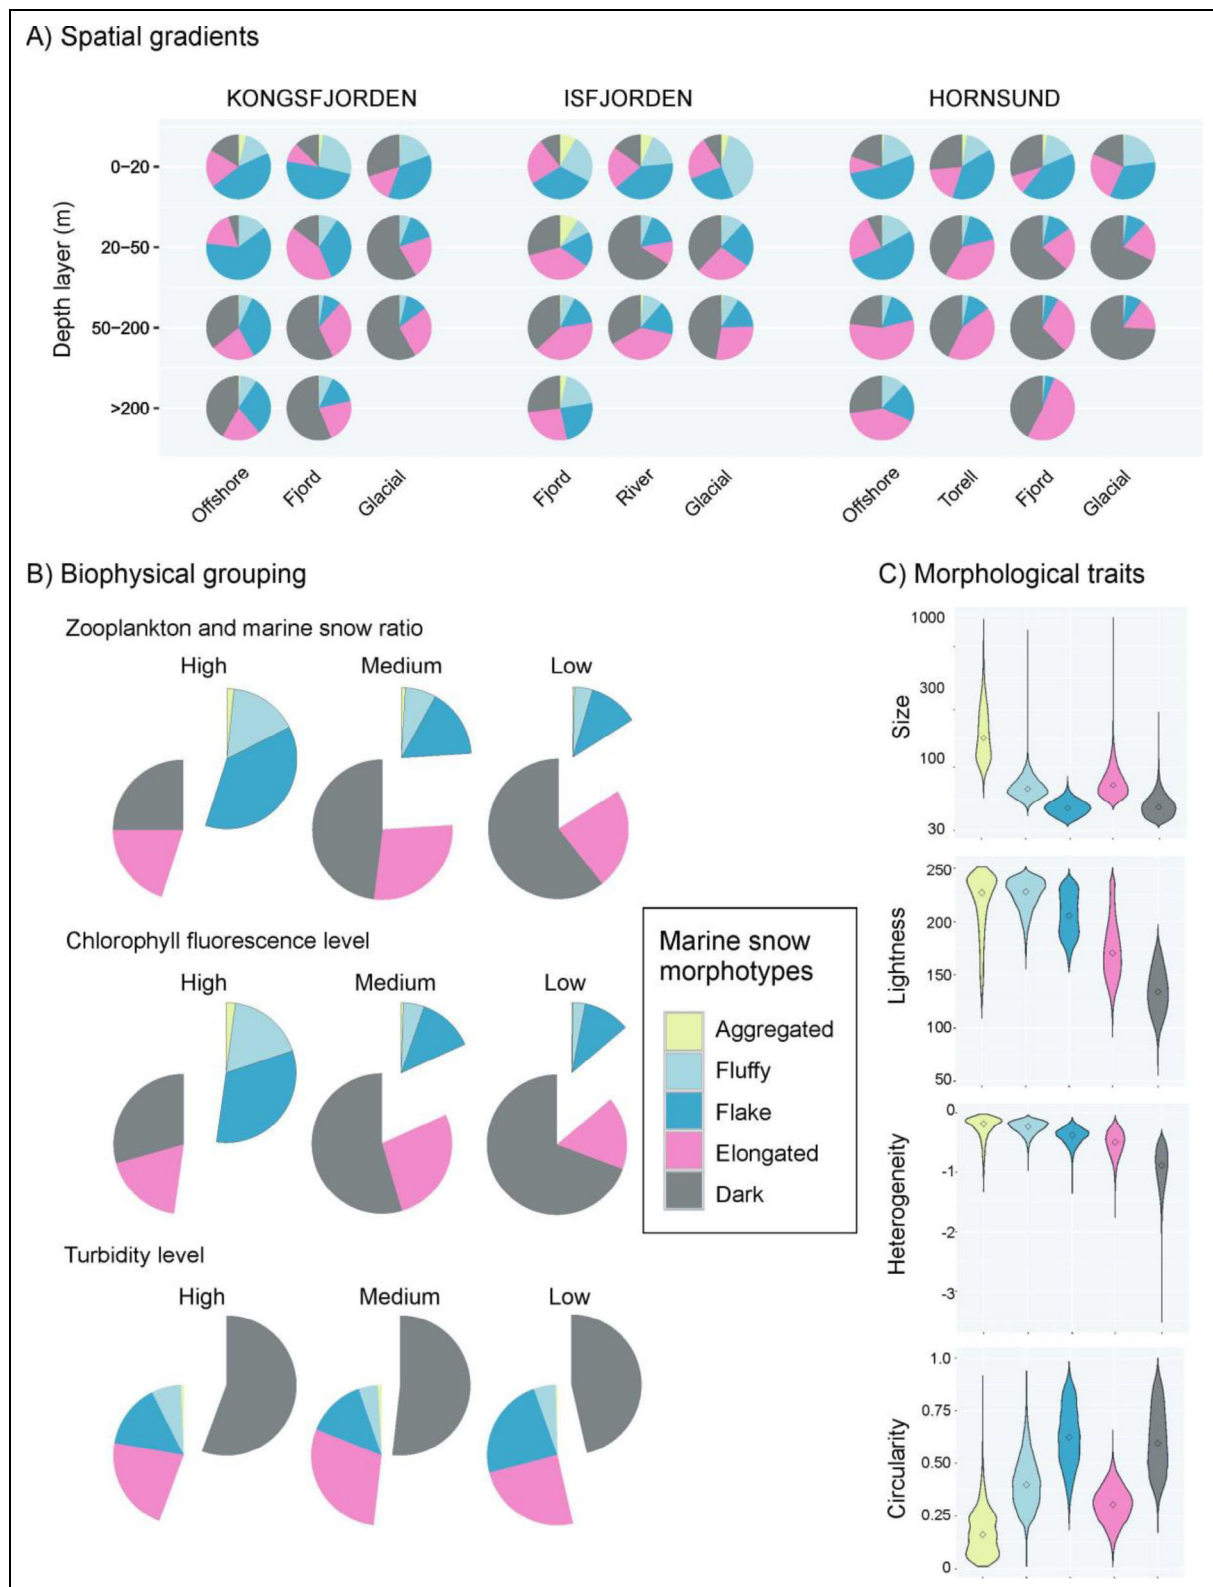 A) Spatial gradients
KONGSFJORDEN
ISFJORDEN
HORNSUND
Depth layer (m)
0-20
20-50
50-200
>200
Offshore
Fjord
Glacial
Fjord
River
Glacial
Offshore
Torell
Fjord
Glacial
B) Biophysical grouping
Zooplankton and marine snow ratio
High
Medium
Low
Chlorophyll fluorescence level
High
Medium
Low
Turbidity level
High
Medium
Low
Marine snow
morphotypes
Aggregated
Fluffy
Flake
Elongated
Dark
C) Morphological traits
Size
1000
300
100
30
Lightness
250
200
150
100
50
Heterogeneity
0
-1
-2
-3
Circularity
1.0
0.75
0.50
0.25
0